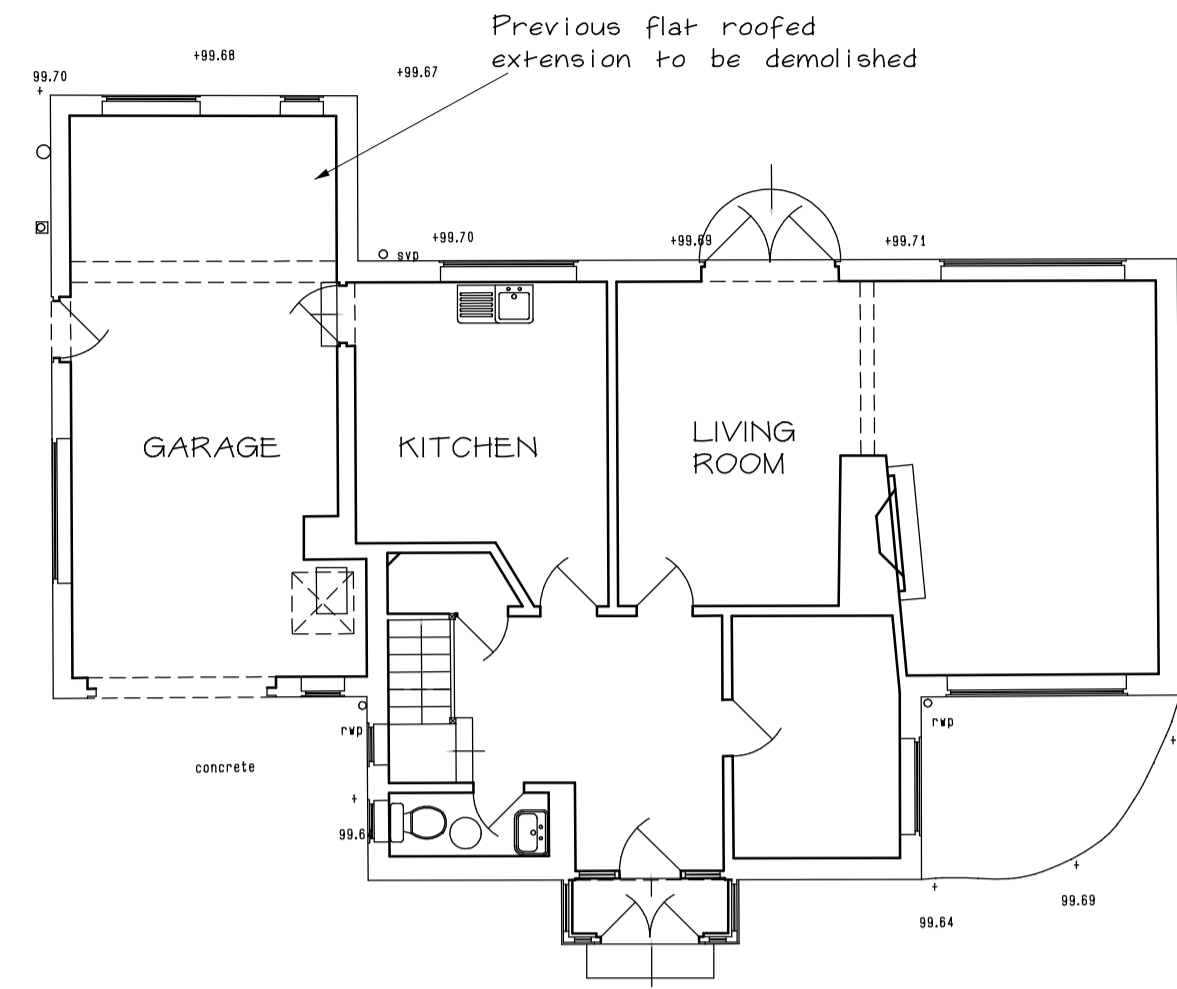 Previous flat roofed
extension to be demolished
+99.68
99.70
+99.67
+99.70
svp
+99.69
+99.71
GARAGE
KITCHEN
LIVING
ROOM
rwp
rwp
concrete
99.64
99.69
99.64